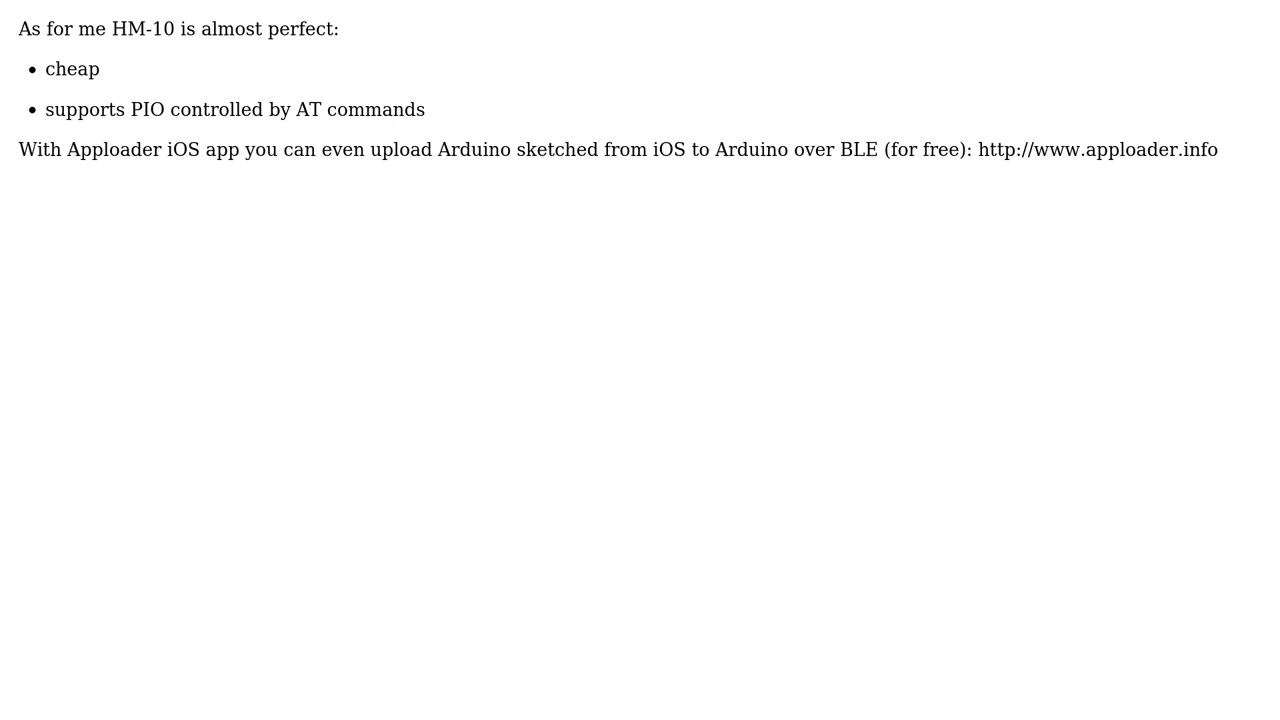 As for me HM-10 is almost perfect:
• cheap
• supports PIO controlled by AT commands
With Apploader iOS app you can even upload Arduino sketched from iOS to Arduino over BLE (for free): http://www.apploader.info